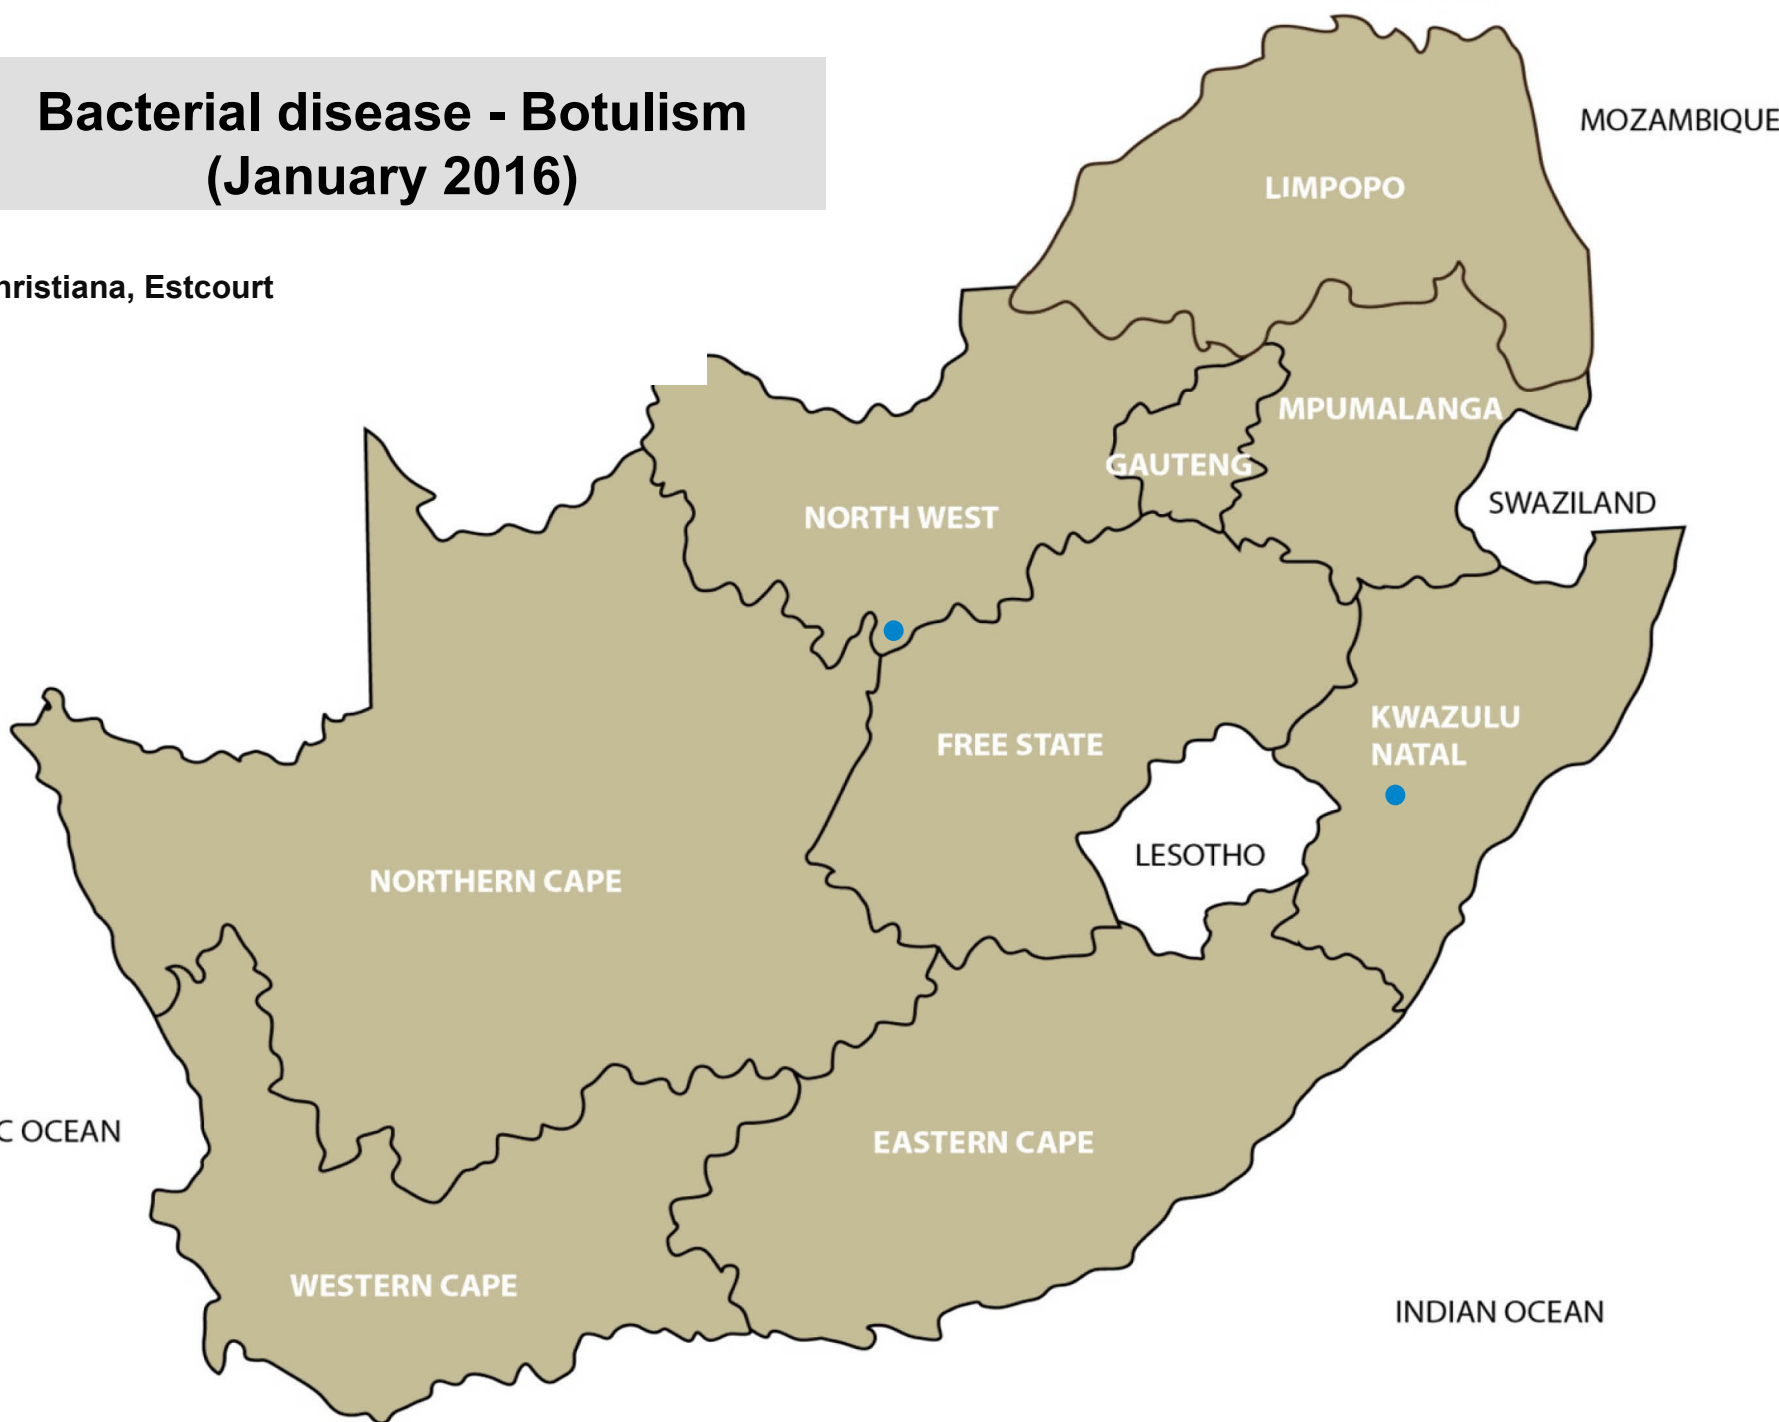 Bacterial disease - Botulism
(January 2016)
MOZAMBIQUE
LIMPOPO
hristiana, Estcourt
MPUMALANGA
GAUTENG
SWAZILAND
NORTH WEST
KWAZULU
NATAL
FREE STATE
LESOTHO
NORTHERN CAPE
C OCEAN
EASTERN CAPE
WESTERN CAPE
INDIAN OCEAN